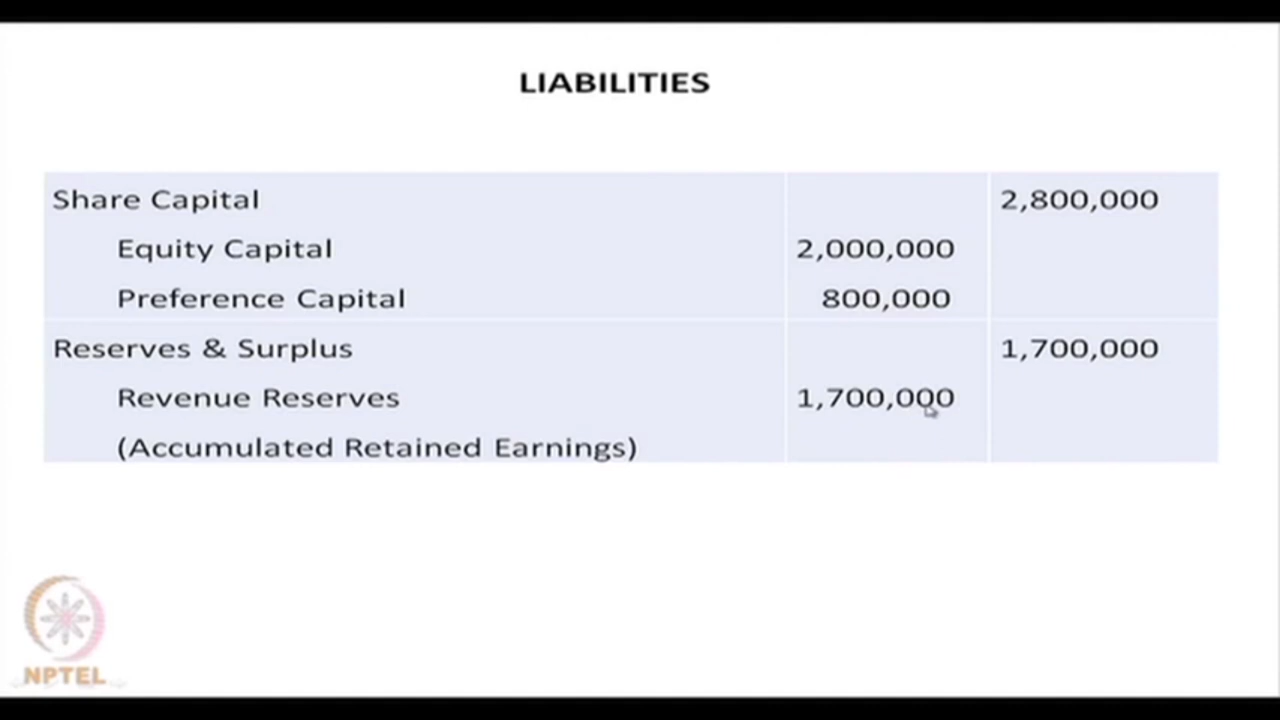 LIABILITIES
Share Capital 2,800,000
Equity Capital 2,000,000
Preference Capital 800,000
Reserves & Surplus 1,700,000
Revenue Reserves 1,700,000
(Accumulated Retained Earnings)
NPTEL